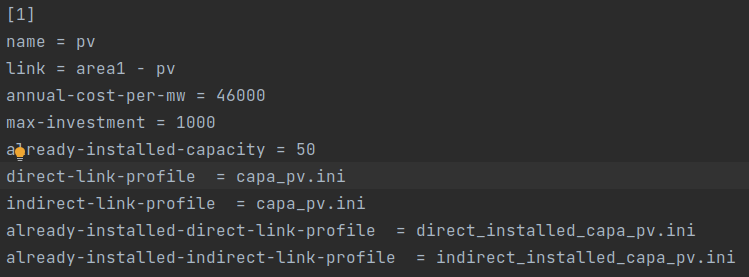 [1]
name = pv
link = area1 - pv
annual-cost-per-mw = 46000
max-investment = 1000
already-installed-capacity = 50
direct-link-profile  = capa_pv.ini
indirect-link-profile  = capa_pv.ini
already-installed-direct-link-profile  = direct_installed_capa_pv.ini
already-installed-indirect-link-profile  = indirect_installed_capa_pv.ini